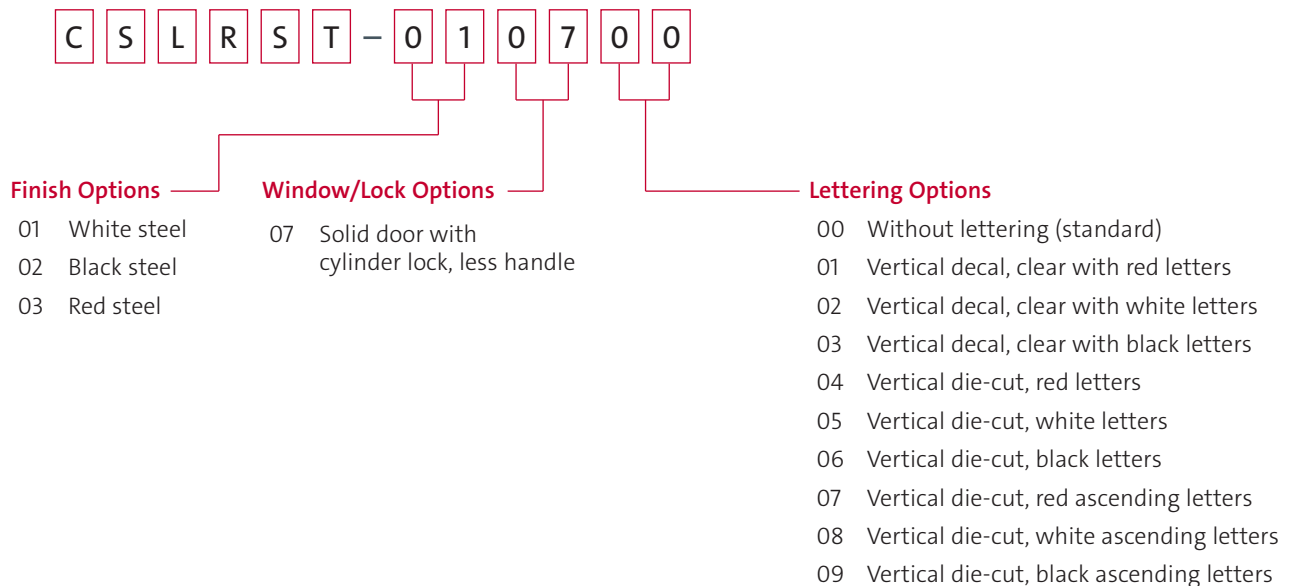 C S L R S T – 0 1 0 7 0 0
Finish Options
01 White steel
02 Black steel
03 Red steel
Window/Lock Options
07 Solid door with
cylinder lock, less handle
Lettering Options
00 Without lettering (standard)
01 Vertical decal, clear with red letters
02 Vertical decal, clear with white letters
03 Vertical decal, clear with black letters
04 Vertical die-cut, red letters
05 Vertical die-cut, white letters
06 Vertical die-cut, black letters
07 Vertical die-cut, red ascending letters
08 Vertical die-cut, white ascending letters
09 Vertical die-cut, black ascending letters